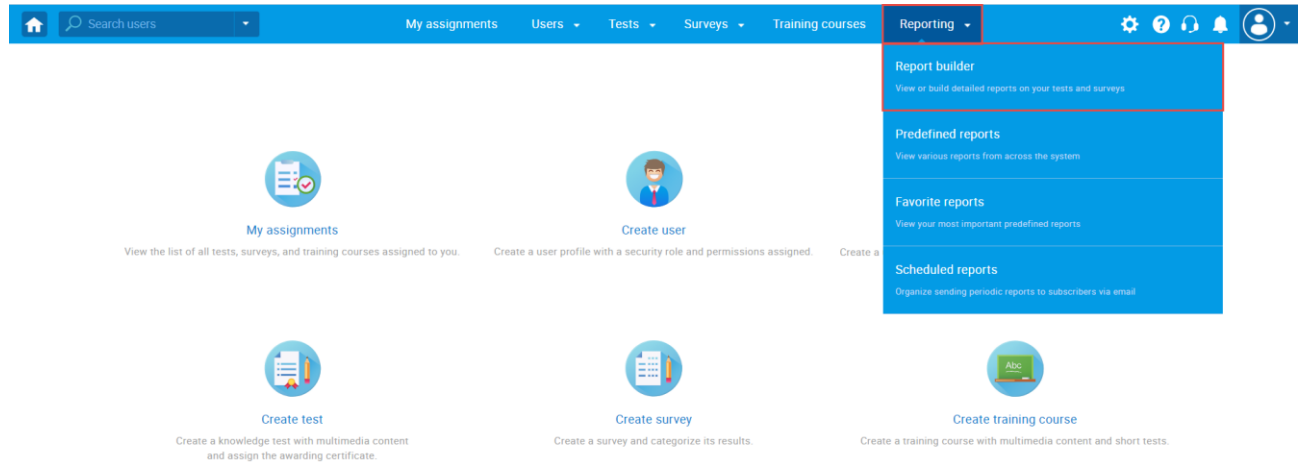 Search users
My assignments
Users
Tests
Surveys
Training courses
Reporting
Report builder
View or build detailed reports on your tests and surveys
Predefined reports
View various reports from across the system
Favorite reports
View your most important predefined reports
Scheduled reports
Organize sending periodic reports to subscribers via email
My assignments
View the list of all tests, surveys, and training courses assigned to you.
Create user
Create a user profile with a security role and permissions assigned.
Create a
Create test
Create a knowledge test with multimedia content
and assign the awarding certificate.
Create survey
Create a survey and categorize its results.
Abc
Create training course
Create a training course with multimedia content and short tests.